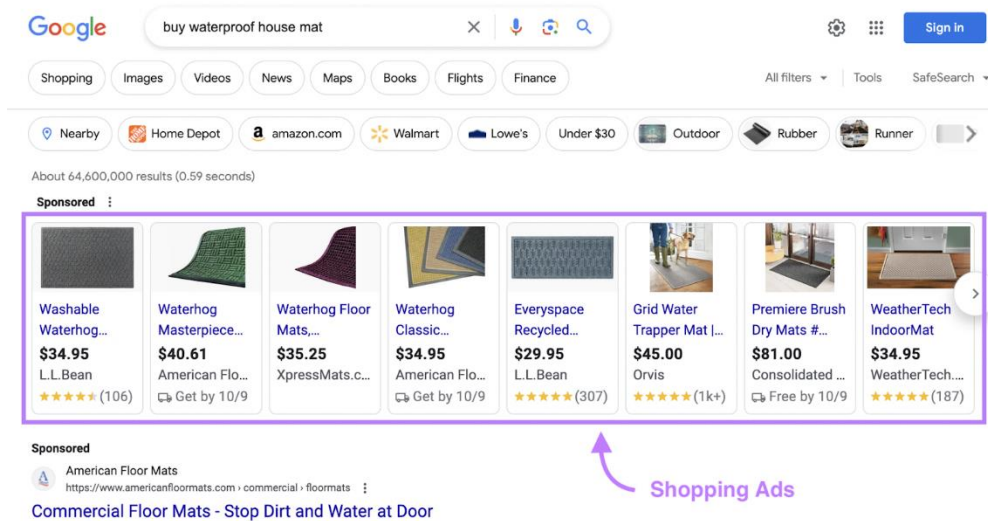 Google
buy waterproof house mat
Sign in
Shopping Images Videos News Maps Books Flights Finance
All filters Tools SafeSearch
Nearby Home Depot amazon.com Walmart Lowe's Under $30 Outdoor Rubber Runner
About 64,600,000 results (0.59 seconds)
Sponsored
Washable
Waterhog...
$34.95
L.L.Bean
(106)
Waterhog
Masterpiece...
$40.61
American Flo...
Get by 10/9
Waterhog Floor
Mats,...
$35.25
XpressMats.c...
Waterhog
Classic...
$34.95
American Flo...
Get by 10/9
Everyspace
Recycled...
$29.95
L.L.Bean
(307)
Grid Water
Trapper Mat |...
$45.00
Orvis
(1k+)
Premiere Brush
Dry Mats #...
$81.00
Consolidated ...
Free by 10/9
WeatherTech
IndoorMat
$34.95
WeatherTech....
(187)
Shopping Ads
Sponsored
American Floor Mats
https://www.americanfloormats.com › commercial › floormats
Commercial Floor Mats - Stop Dirt and Water at Door